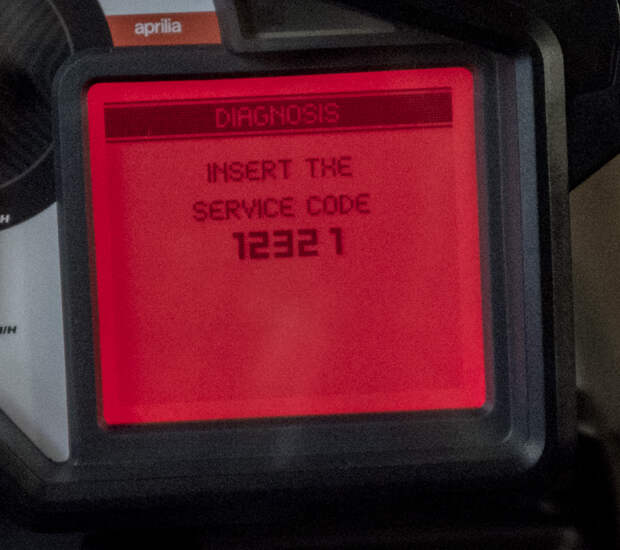 aprilia
DIAGNOSIS
INSERT THE
SERVICE CODE
12321